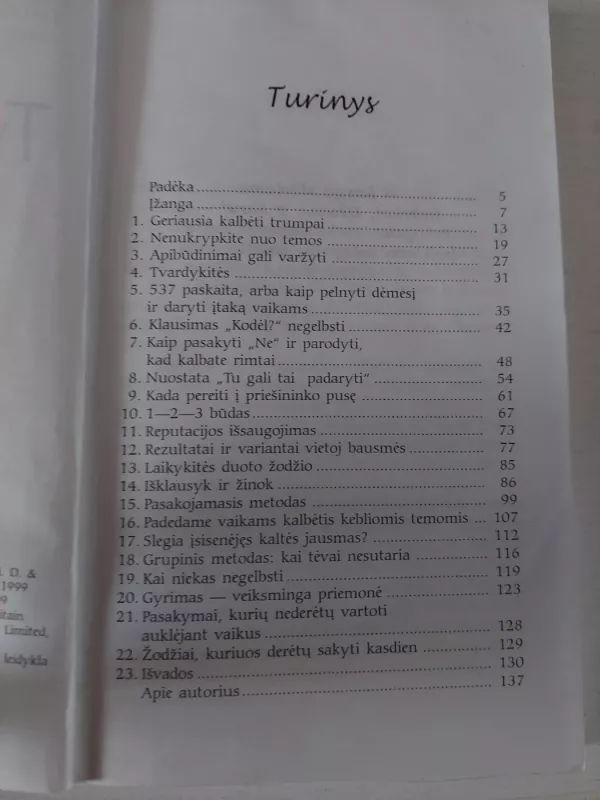 Turinys
Padėka 5
Įžanga 7
1. Geriausia kalbėti trumpai 13
2. Nenukrypkite nuo temos 19
3. Apibūdinimai gali varžyti 27
4. Tvardykitės 31
5. 537 paskaita, arba kaip pelnyti dėmesį
ir daryti įtaką vaikams 35
6. Klausimas „Kodėl?“ negelbsti 42
7. Kaip pasakyti „Ne“ ir parodyti,
kad kalbate rimtai 48
8. Nuostata „Tu gali tai padaryti“ 54
9. Kada pereiti į priešininko pusę 61
10. 1—2—3 būdas 67
11. Reputacijos išsaugojimas 73
12. Rezultatai ir variantai vietoj bausmės 77
13. Laikykitės duoto žodžio 85
14. Išklausyk ir žinok 86
15. Pasakojamasis metodas 99
16. Padedame vaikams kalbėtis kebliomis temomis ... 107
17. Slegia įsisenėjęs kaltės jausmas? 112
18. Grupinis metodas: kai tėvai nesutaria 116
19. Kai niekas negelbsti 119
20. Gyrimas — veiksminga priemonė 123
21. Pasakymai, kurių nederėtų vartoti
auklėjant vaikus 128
22. Žodžiai, kuriuos derėtų sakyti kasdien 129
23. Išvados 130
Apie autorius 137
D. &
1999
Limited,
leidykla